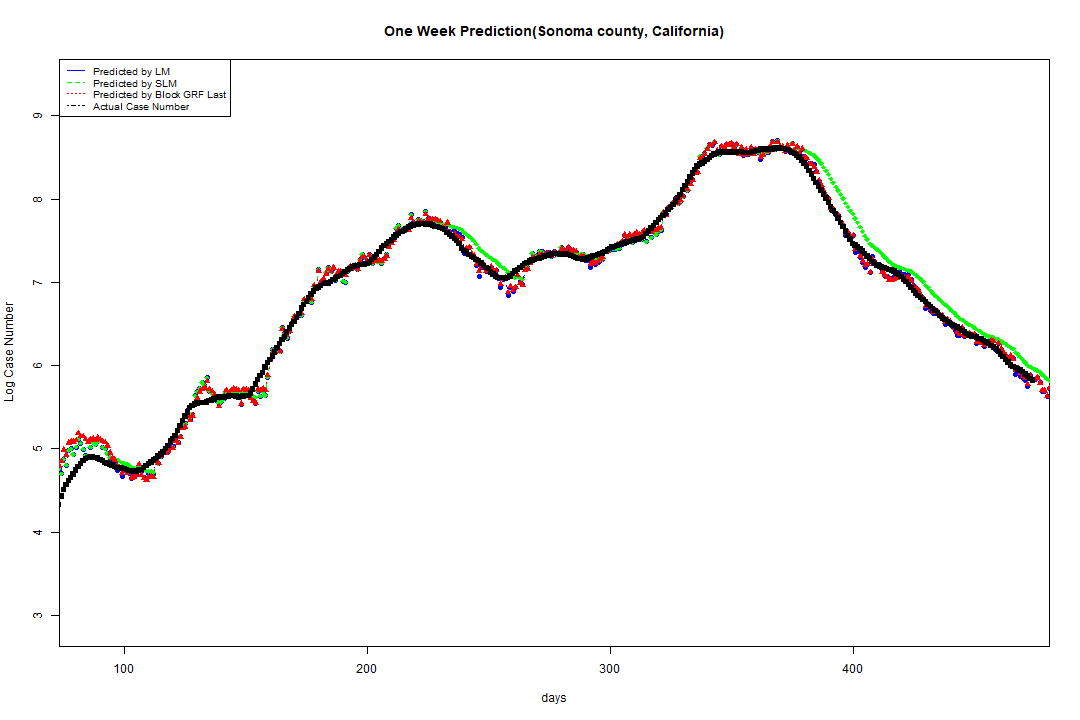 One Week Prediction(Sonoma county, California)
Predicted by LM
Predicted by SLM
Predicted by Block GRF Last
Actual Case Number
9
8
7
6
5
4
3
Log Case Number
100 200 300 400
days